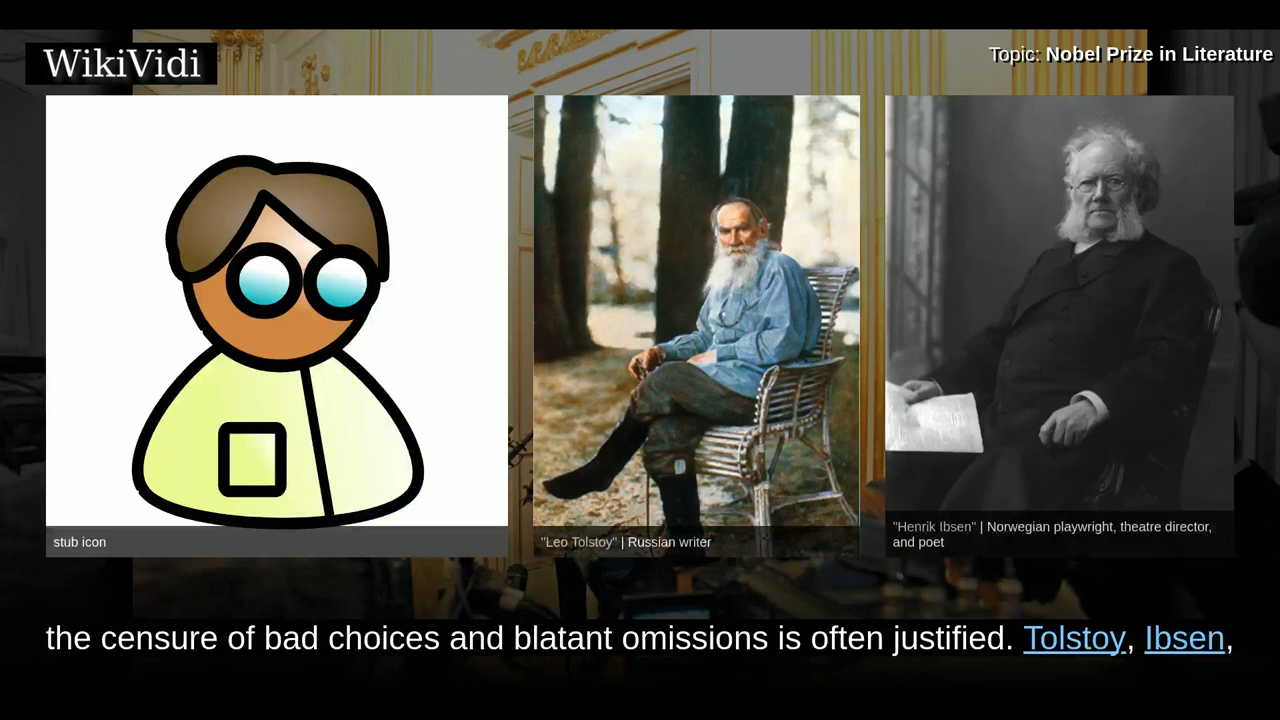 WikiVidi
Topic: Nobel Prize in Literature
stub icon
"Leo Tolstoy" | Russian writer
"Henrik Ibsen" | Norwegian playwright, theatre director,
and poet
the censure of bad choices and blatant omissions is often justified. Tolstoy, Ibsen,